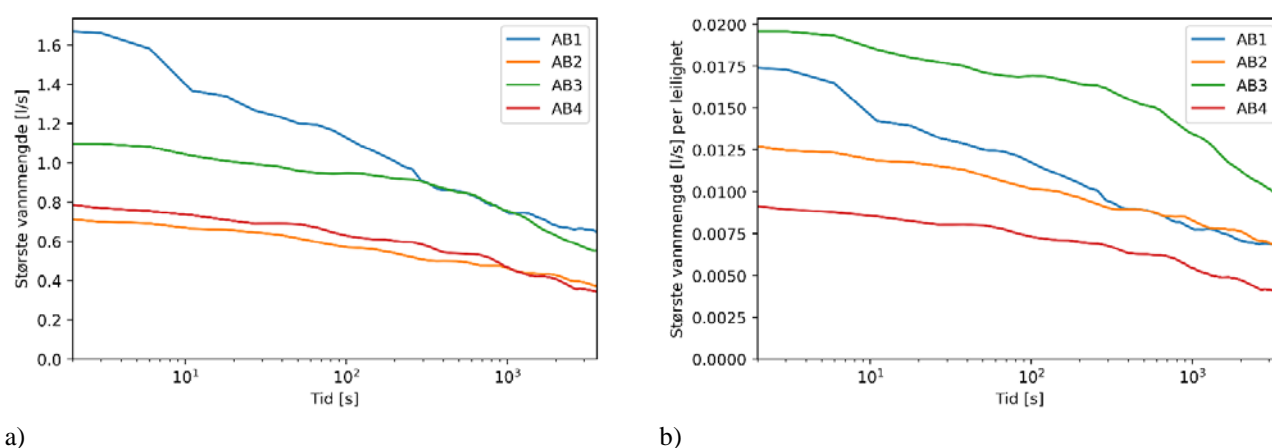 Største vannmengde [l/s]
1.6
1.4
1.2
1.0
0.8
0.6
0.4
0.2
0.0
10¹ 10² 10³
Tid [s]
AB1
AB2
AB3
AB4
a)
Største vannmengde [l/s] per leilighet
0.0200
0.0175
0.0150
0.0125
0.0100
0.0075
0.0050
0.0025
0.0000
10¹ 10² 10³
Tid [s]
AB1
AB2
AB3
AB4
b)